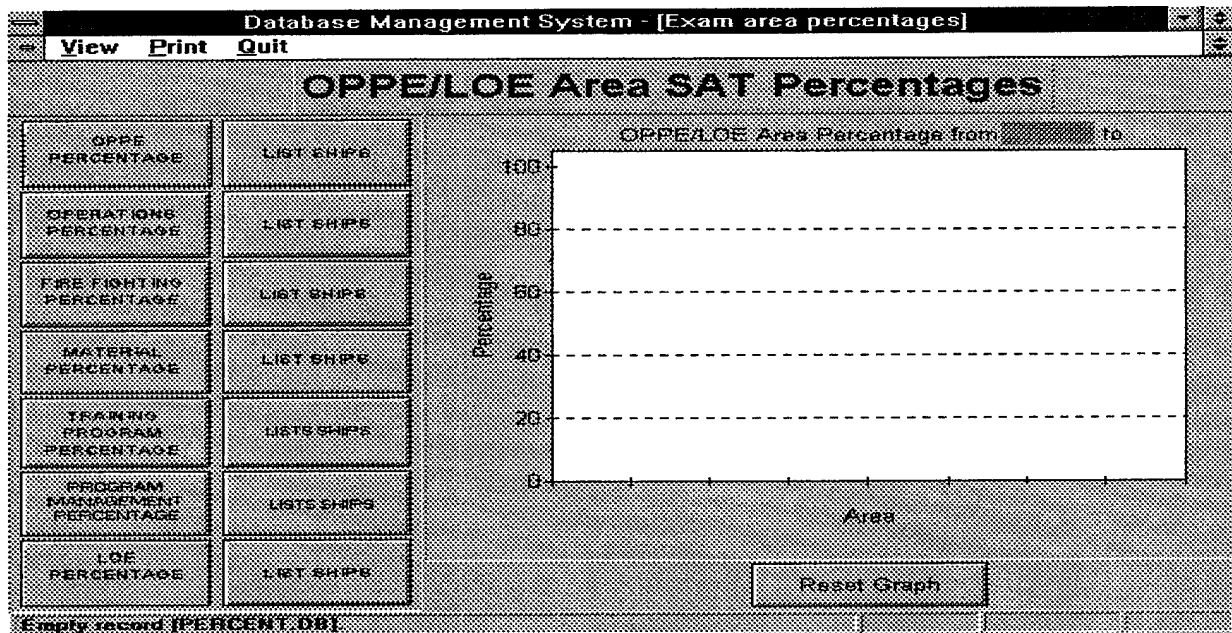 Database Management System - [Exam area percentages]
View Print Quit
OPPE/LOE Area SAT Percentages
OPPE
PERCENTAGE
LIST SHIPS
OPERATIONS
PERCENTAGE
LIST SHIPS
FIRE FIGHTING
PERCENTAGE
LIST SHIPS
MATERIAL
PERCENTAGE
LIST SHIPS
TRAINING
PROGRAM
PERCENTAGE
LISTS SHIPS
PROGRAM
MANAGEMENT
PERCENTAGE
LISTS SHIPS
LOE
PERCENTAGE
LIST SHIPS
OPPE/LOE Area Percentage from to
100
80
60
40
20
0
Percentage
Area
Reset Graph
Empty record [PERCENT.DB]